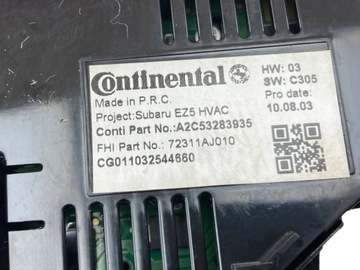 Continental
HW: 03
SW: C305
Made in P.R.C.
Pro date:
10.08.03
Project:Subaru EZ5 HVAC
Conti Part No.:A2C53283935
FHI Part No.: 72311AJ010
CG011032544660